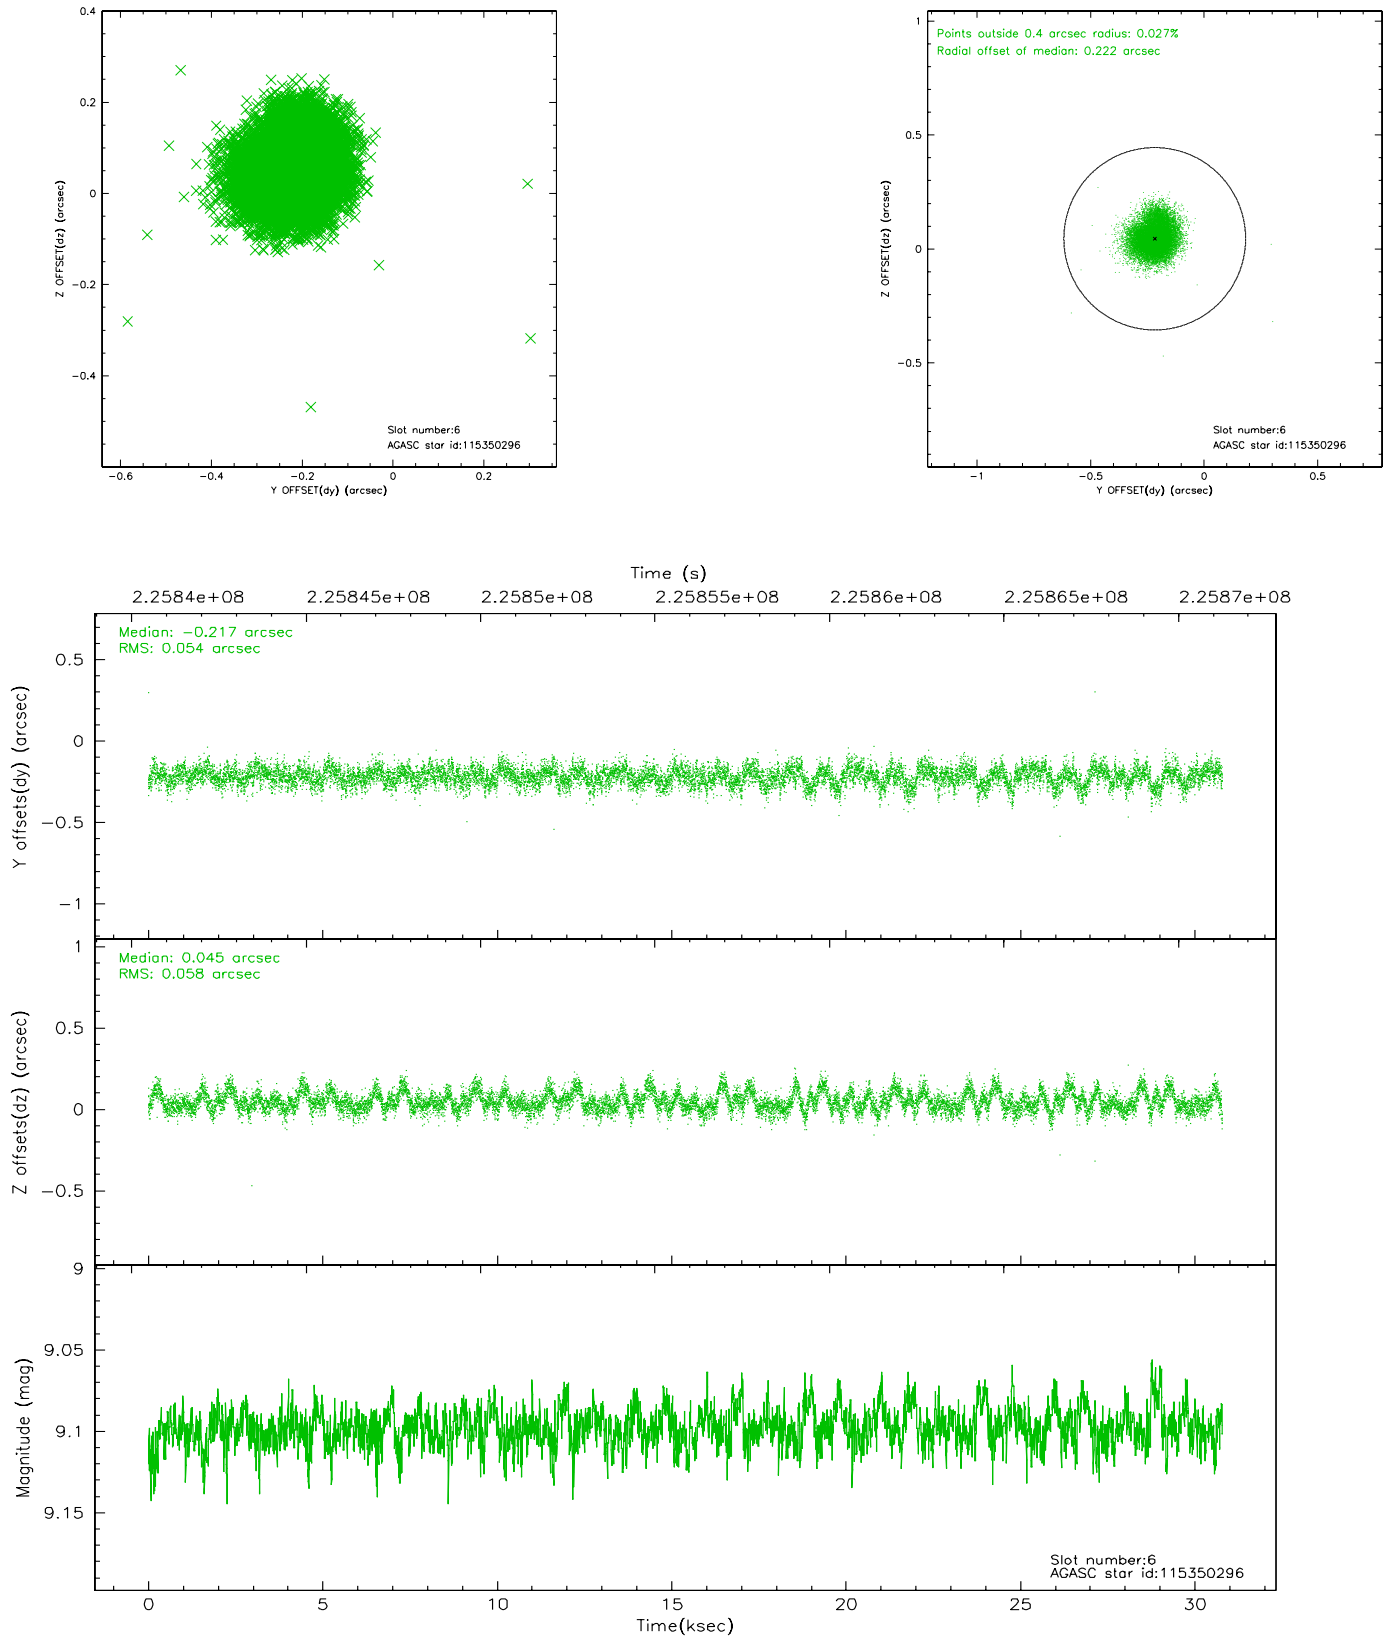 Points outside 0.4 arcsec radius: 0.027%
Radial offset of median: 0.222 arcsec
0.4
0.2
0
−0.2
−0.4
Z OFFSET(dz) (arcsec)
Slot number:6
AGASC star id:115350296
−0.6
−0.4
−0.2
0
0.2
Y OFFSET(dy) (arcsec)
1
0.5
0
−0.5
Z OFFSET(dz) (arcsec)
Slot number:6
AGASC star id:115350296
−1
−0.5
0
0.5
Y OFFSET(dy) (arcsec)
Time (s)
2.2584e+08
2.25845e+08
2.2585e+08
2.25855e+08
2.2586e+08
2.25865e+08
2.2587e+08
Median: −0.217 arcsec
RMS: 0.054 arcsec
0.5
0
−0.5
−1
Y offsets(dy) (arcsec)
Median: 0.045 arcsec
RMS: 0.058 arcsec
1
0.5
0
−0.5
Z offsets(dz) (arcsec)
9
9.05
9.1
9.15
Magnitude (mag)
Slot number:6
AGASC star id:115350296
0
5
10
15
20
25
30
Time(ksec)